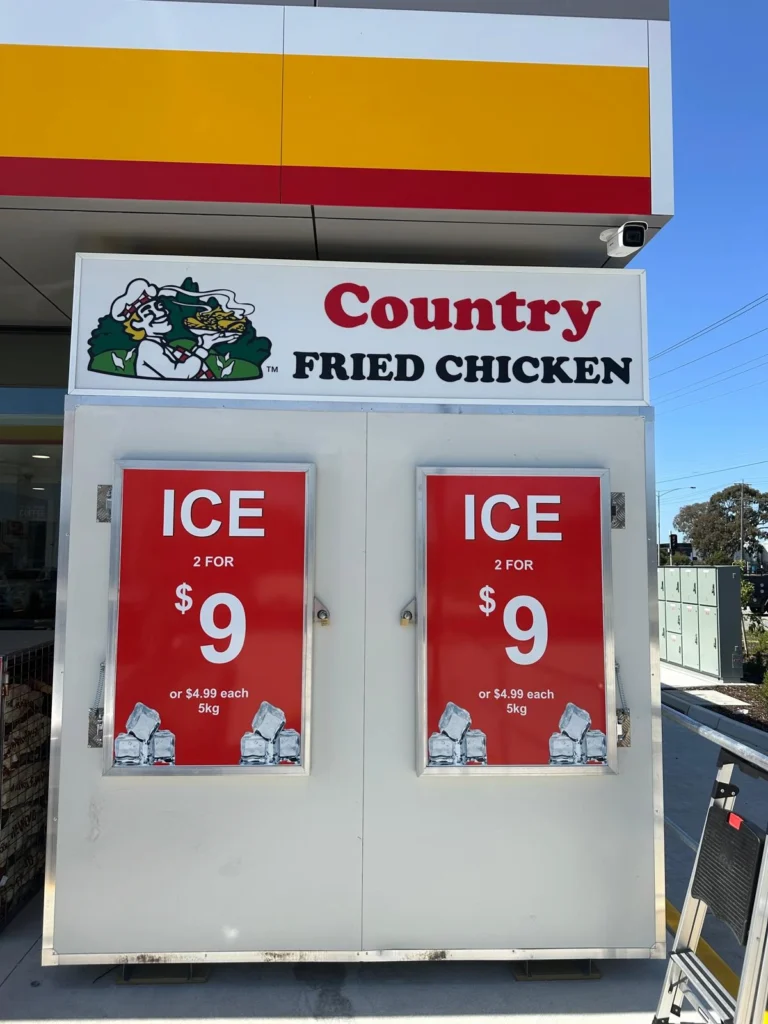 Country
TM FRIED CHICKEN
ICE
2 FOR
$9
or $4.99 each
5kg
ICE
2 FOR
$9
or $4.99 each
5kg